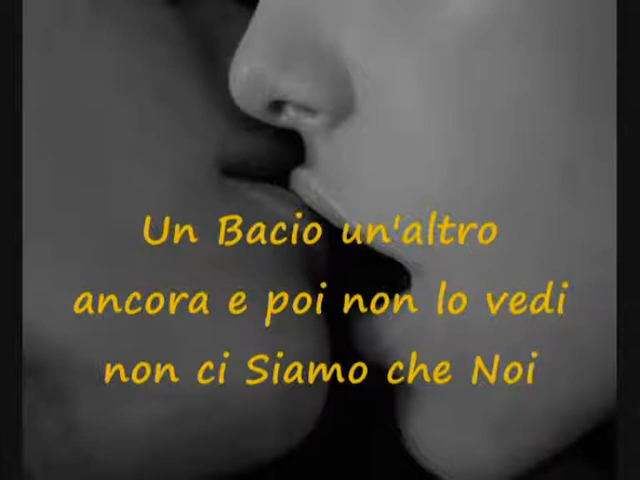 Un Bacio un'altro
ancora e poi non lo vedi
non ci Siamo che Noi